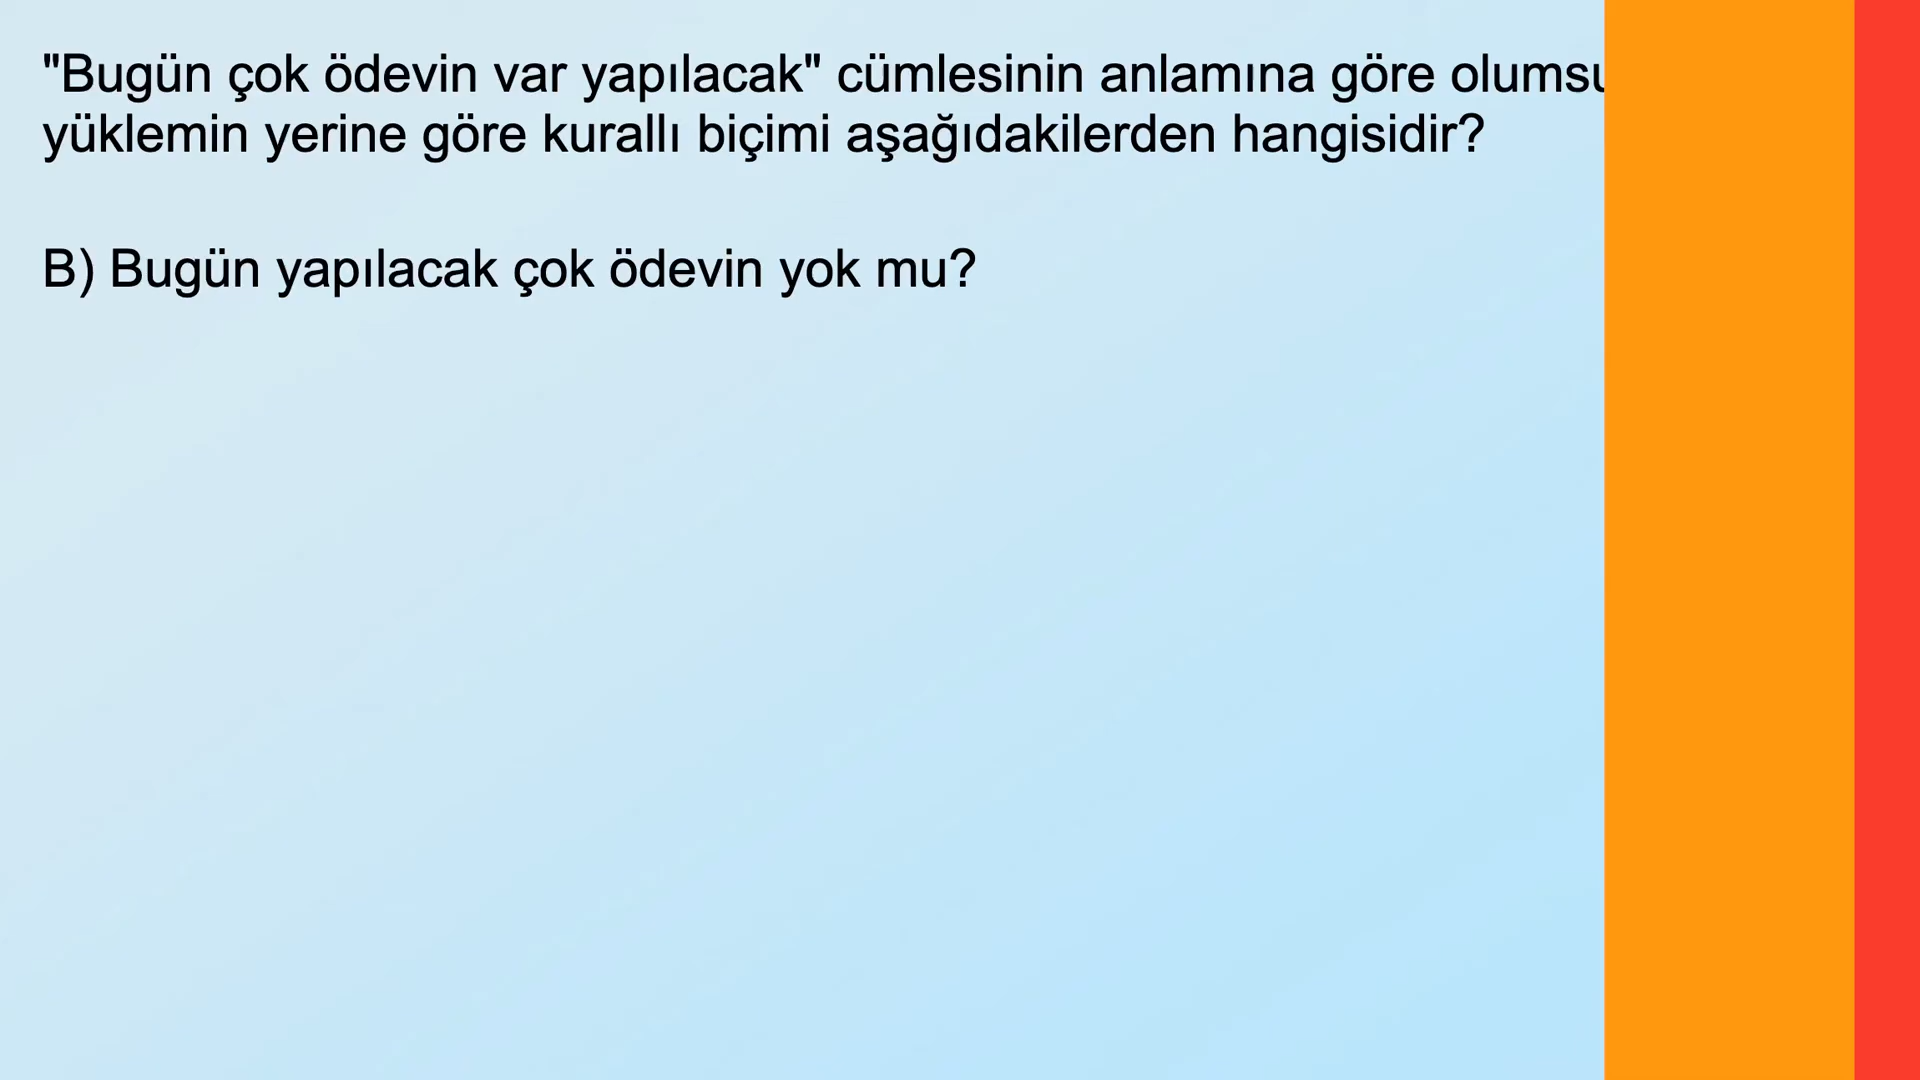 "Bugün çok ödevin var yapılacak" cümlesinin anlamına göre
yüklemin yerine göre kurallı biçimi aşağıdakilerden hangisidir?
B) Bugün yapılacak çok ödevin yok mu?